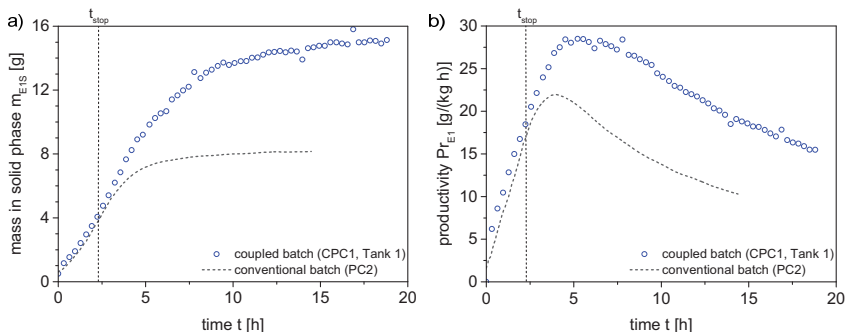 a)
t_stop
mass in solid phase m_E1S [g]
16
12
8
4
0
0
5
10
15
20
coupled batch (CPC1, Tank 1)
conventional batch (PC2)
time t [h]
b)
t_stop
productivity Pr_E1 [g/(kg h)]
30
25
20
15
10
5
0
0
5
10
15
20
coupled batch (CPC1, Tank 1)
conventional batch (PC2)
time t [h]